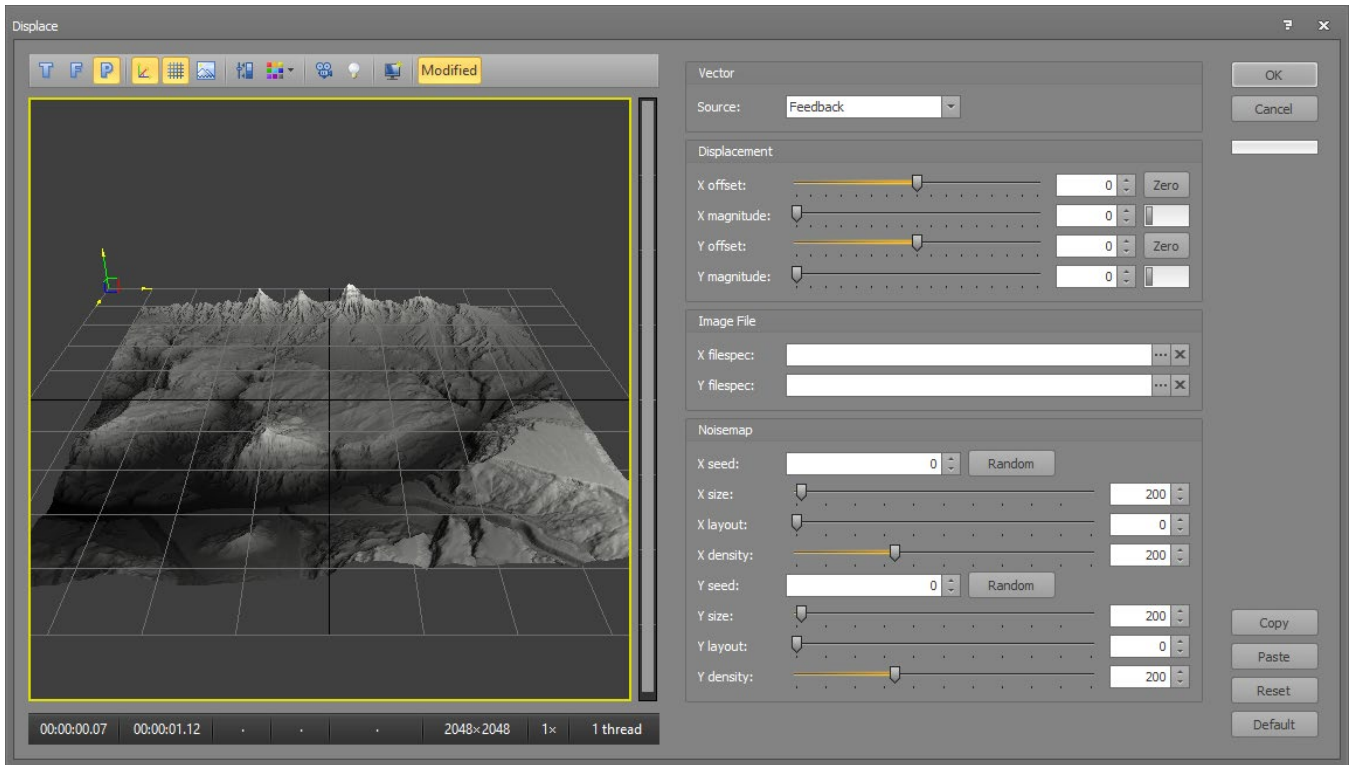 Displace
T F P Modified
Vector
Source: Feedback
Displacement
X offset: 0 Zero
X magnitude: 0
Y offset: 0 Zero
Y magnitude: 0
Image File
X filespec:
Y filespec:
Noisemap
X seed: 0 Random
X size: 200
X layout: 0
X density: 200
Y seed: 0 Random
Y size: 200
Y layout: 0
Y density: 200
OK
Cancel
Copy
Paste
Reset
Default
00:00:00.07 00:00:01.12 . . . 2048×2048 1× 1 thread